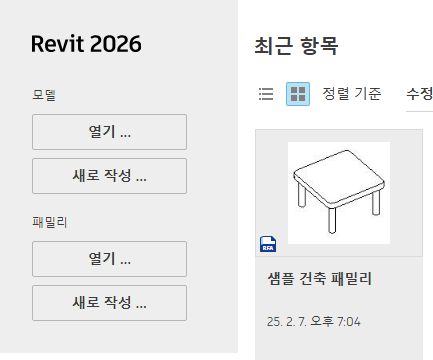 Revit 2026
모델
열기 ...
새로 작성 ...
패밀리
열기 ...
새로 작성 ...
최근 항목
정렬 기준 수정
RFA
샘플 건축 패밀리
25. 2. 7. 오후 7:04